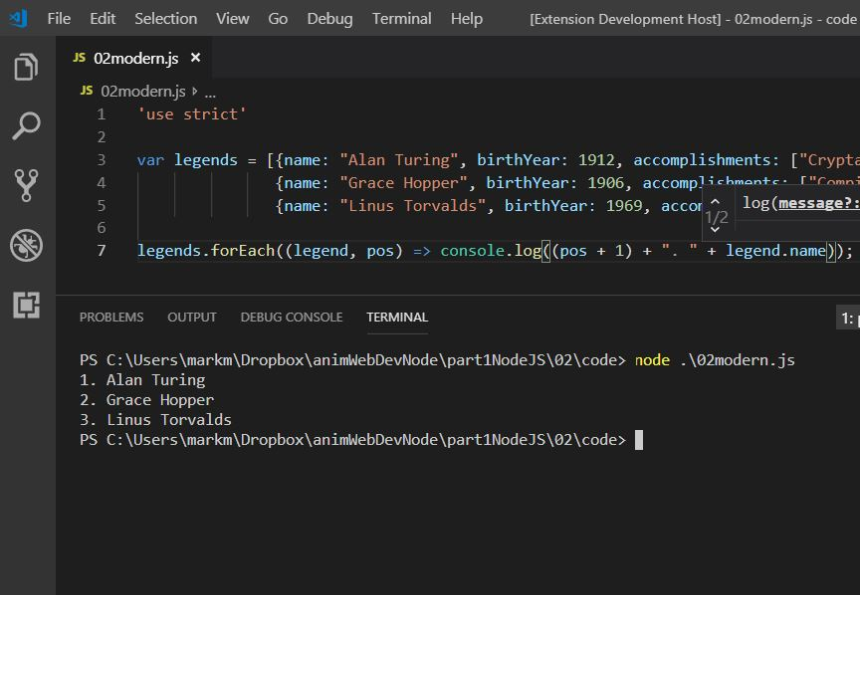 File Edit Selection View Go Debug Terminal Help [Extension Development Host] - 02modern.js - code
JS 02modern.js ×
JS 02modern.js ▸ ...
1 'use strict'
2
3 var legends = [{name: "Alan Turing", birthYear: 1912, accomplishments: ["Crypta
4 {name: "Grace Hopper", birthYear: 1906, accomplishments: ["Compi
5 {name: "Linus Torvalds", birthYear: 1969, accom
1/2 log(message?:
6
7 legends.forEach((legend, pos) => console.log((pos + 1) + ". " + legend.name));
PROBLEMS OUTPUT DEBUG CONSOLE TERMINAL 1:
PS C:\Users\markm\Dropbox\animWebDevNode\part1NodeJS\02\code> node .\02modern.js
1. Alan Turing
2. Grace Hopper
3. Linus Torvalds
PS C:\Users\markm\Dropbox\animWebDevNode\part1NodeJS\02\code>